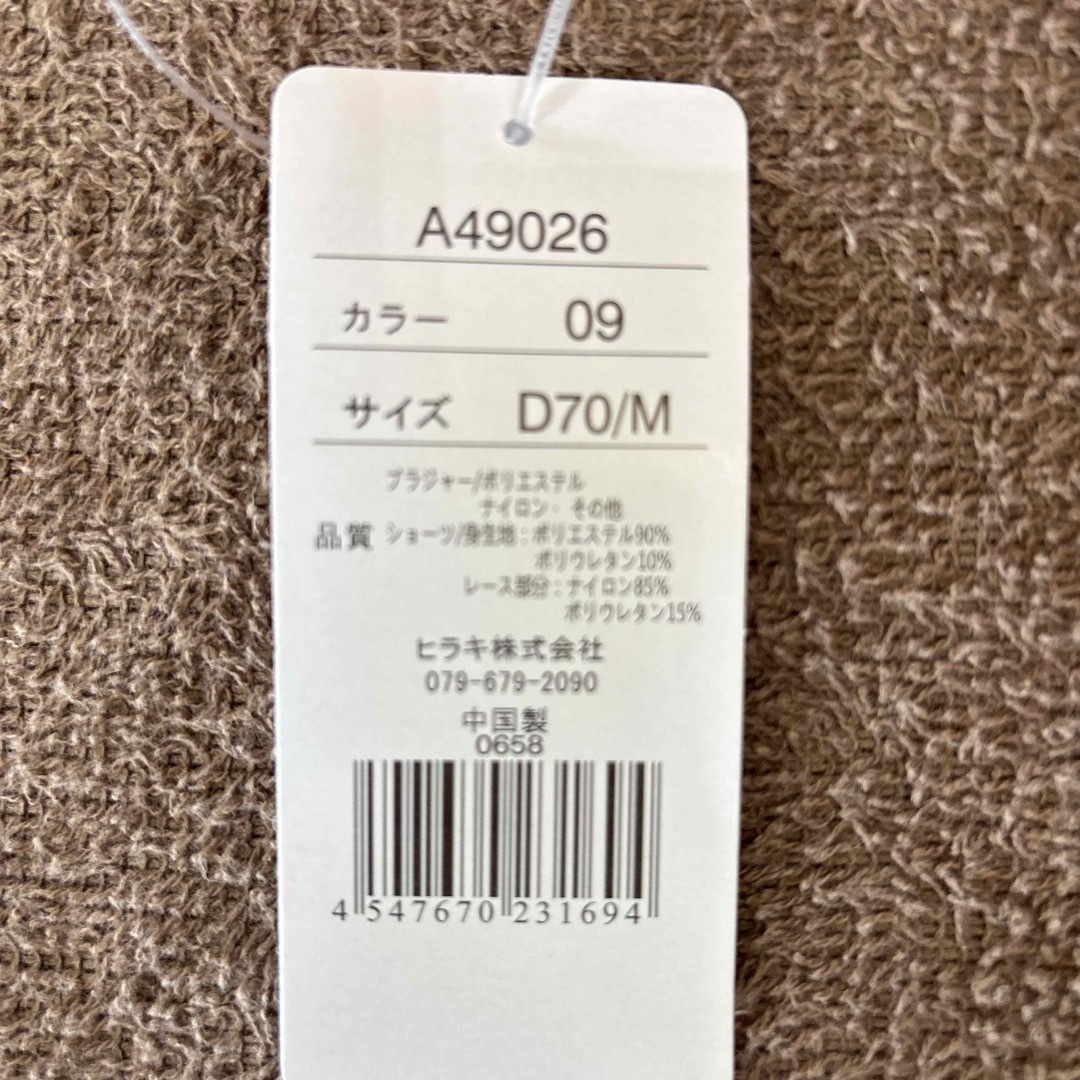 A49026
カラー 09
サイズ D70/M
ブラジャー/ポリエステル
ナイロン・その他
品質 ショーツ/身生地:ポリエステル90%
ポリウレタン10%
レース部分:ナイロン85%
ポリウレタン15%
ヒラキ株式会社
079-679-2090
中国製
0658
4 547670 231694